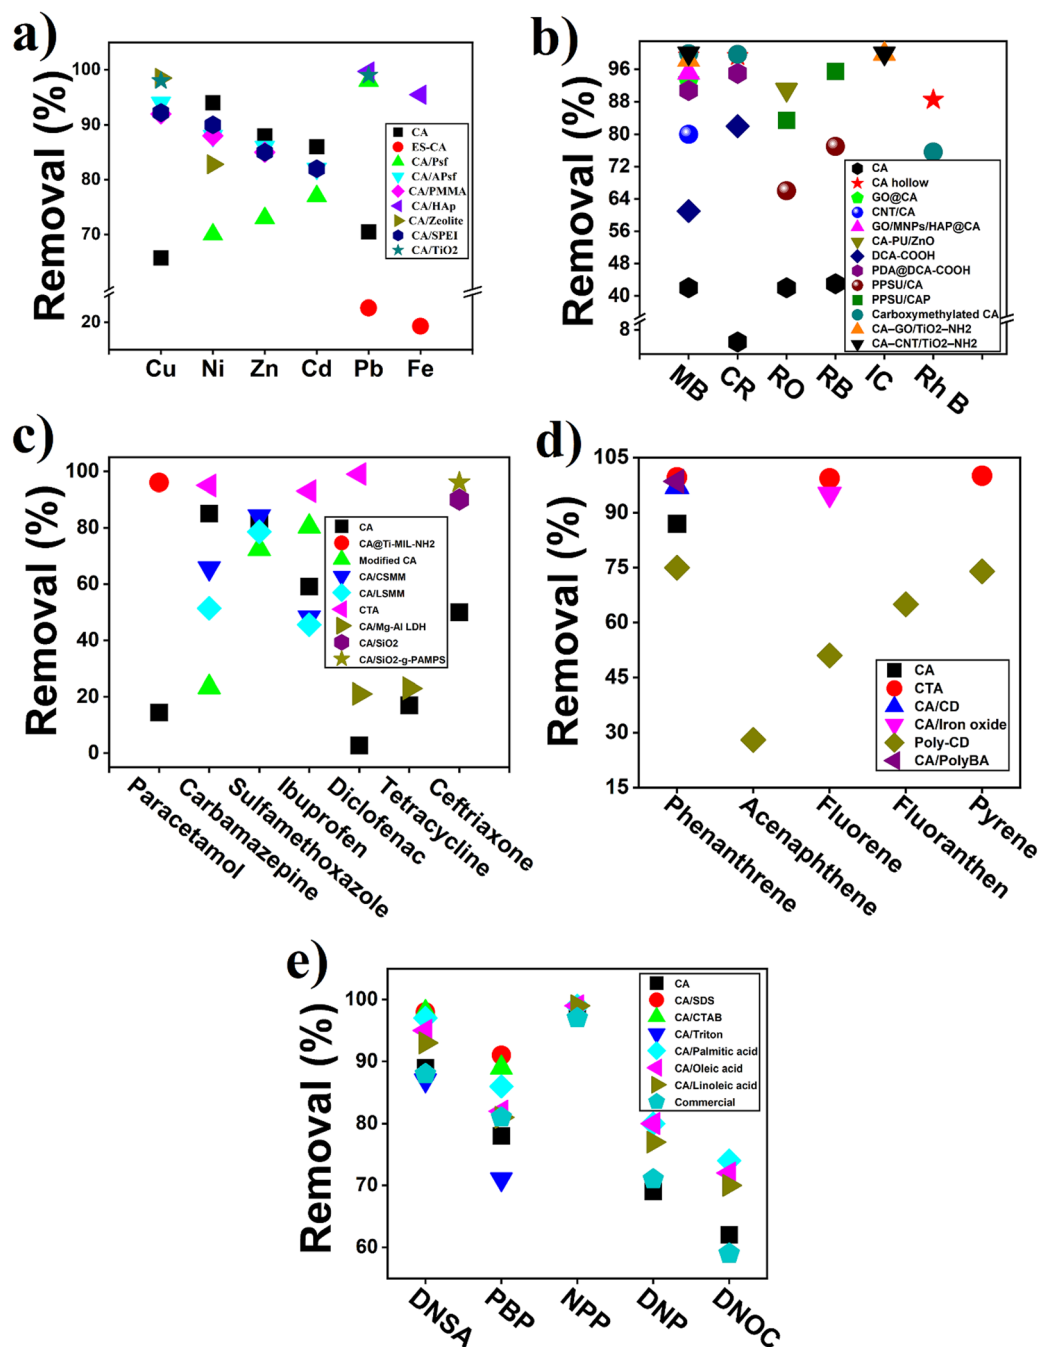 a)
Removal (%)
100
90
80
70
20
Cu Ni Zn Cd Pb Fe
CA
ES-CA
CA/Psf
CA/APsf
CA/PMMA
CA/HAp
CA/Zeolite
CA/SPEI
CA/TiO2
b)
Removal (%)
96
88
80
72
64
56
48
40
8
MB CR RO RB IC Rh B
CA
CA hollow
GO@CA
CNT/CA
GO/MNPs/HAP@CA
CA-PU/ZnO
DCA-COOH
PDA@DCA-COOH
PPSU/CA
PPSU/CAP
Carboxymethylated CA
CA–GO/TiO2–NH2
CA–CNT/TiO2–NH2
c)
Removal (%)
100
80
60
40
20
0
Paracetamol
Carbamazepine
Sulfamethoxazole
Ibuprofen
Diclofenac
Tetracycline
Ceftriaxone
CA
CA@Ti-MIL-NH2
Modified CA
CA/CSMM
CA/LSMM
CTA
CA/Mg-Al LDH
CA/SiO2
CA/SiO2-g-PAMPS
d)
Removal (%)
105
90
75
60
45
30
15
Phenanthrene
Acenaphthene
Fluorene
Fluoranthen
Pyrene
CA
CTA
CA/CD
CA/Iron oxide
Poly-CD
CA/PolyBA
e)
Removal (%)
100
90
80
70
60
DNSA PBP NPP DNP DNOC
CA
CA/SDS
CA/CTAB
CA/Triton
CA/Palmitic acid
CA/Oleic acid
CA/Linoleic acid
Commercial